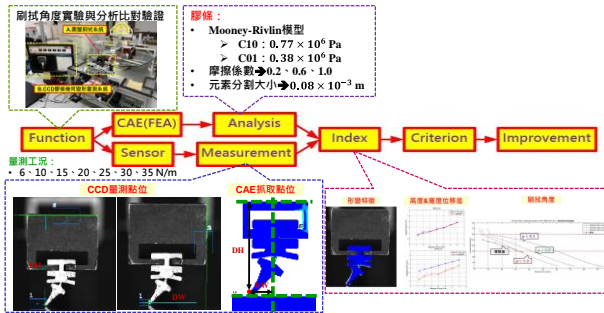 刷拭角度實驗與分析比對驗證
膠條：
• Mooney-Rivlin模型
➢ C10：0.77 × 10⁶ Pa
➢ C01：0.38 × 10⁶ Pa
• 摩擦係數➔0.2、0.6、1.0
• 元素分割大小➔0.08 × 10⁻³ m
CAE(FEA)
Analysis
Function
Index
Criterion
Improvement
Sensor
Measurement
量測工況：
• 6、10、15、20、25、30、35 N/m
CCD量測點位
CAE抓取點位
DH
DW
形變特徵
刷拭角度